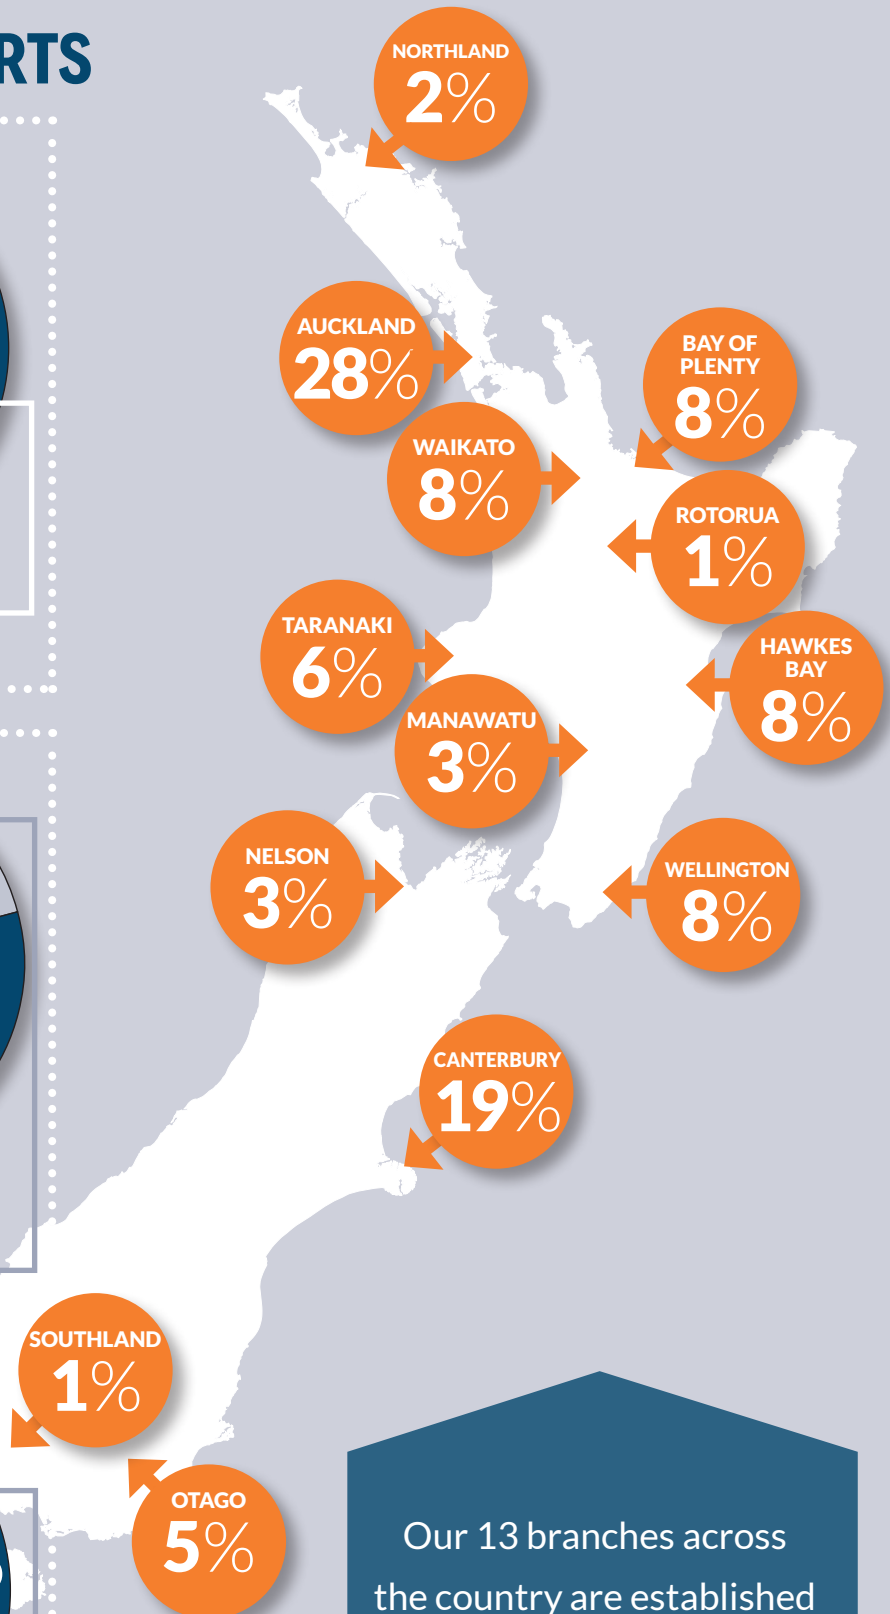 RTS
NORTHLAND
2%
AUCKLAND
28%
BAY OF
PLENTY
8%
WAIKATO
8%
ROTORUA
1%
TARANAKI
6%
HAWKES
BAY
8%
MANAWATU
3%
NELSON
3%
WELLINGTON
8%
CANTERBURY
19%
SOUTHLAND
1%
OTAGO
5%
Our 13 branches across
the country are established